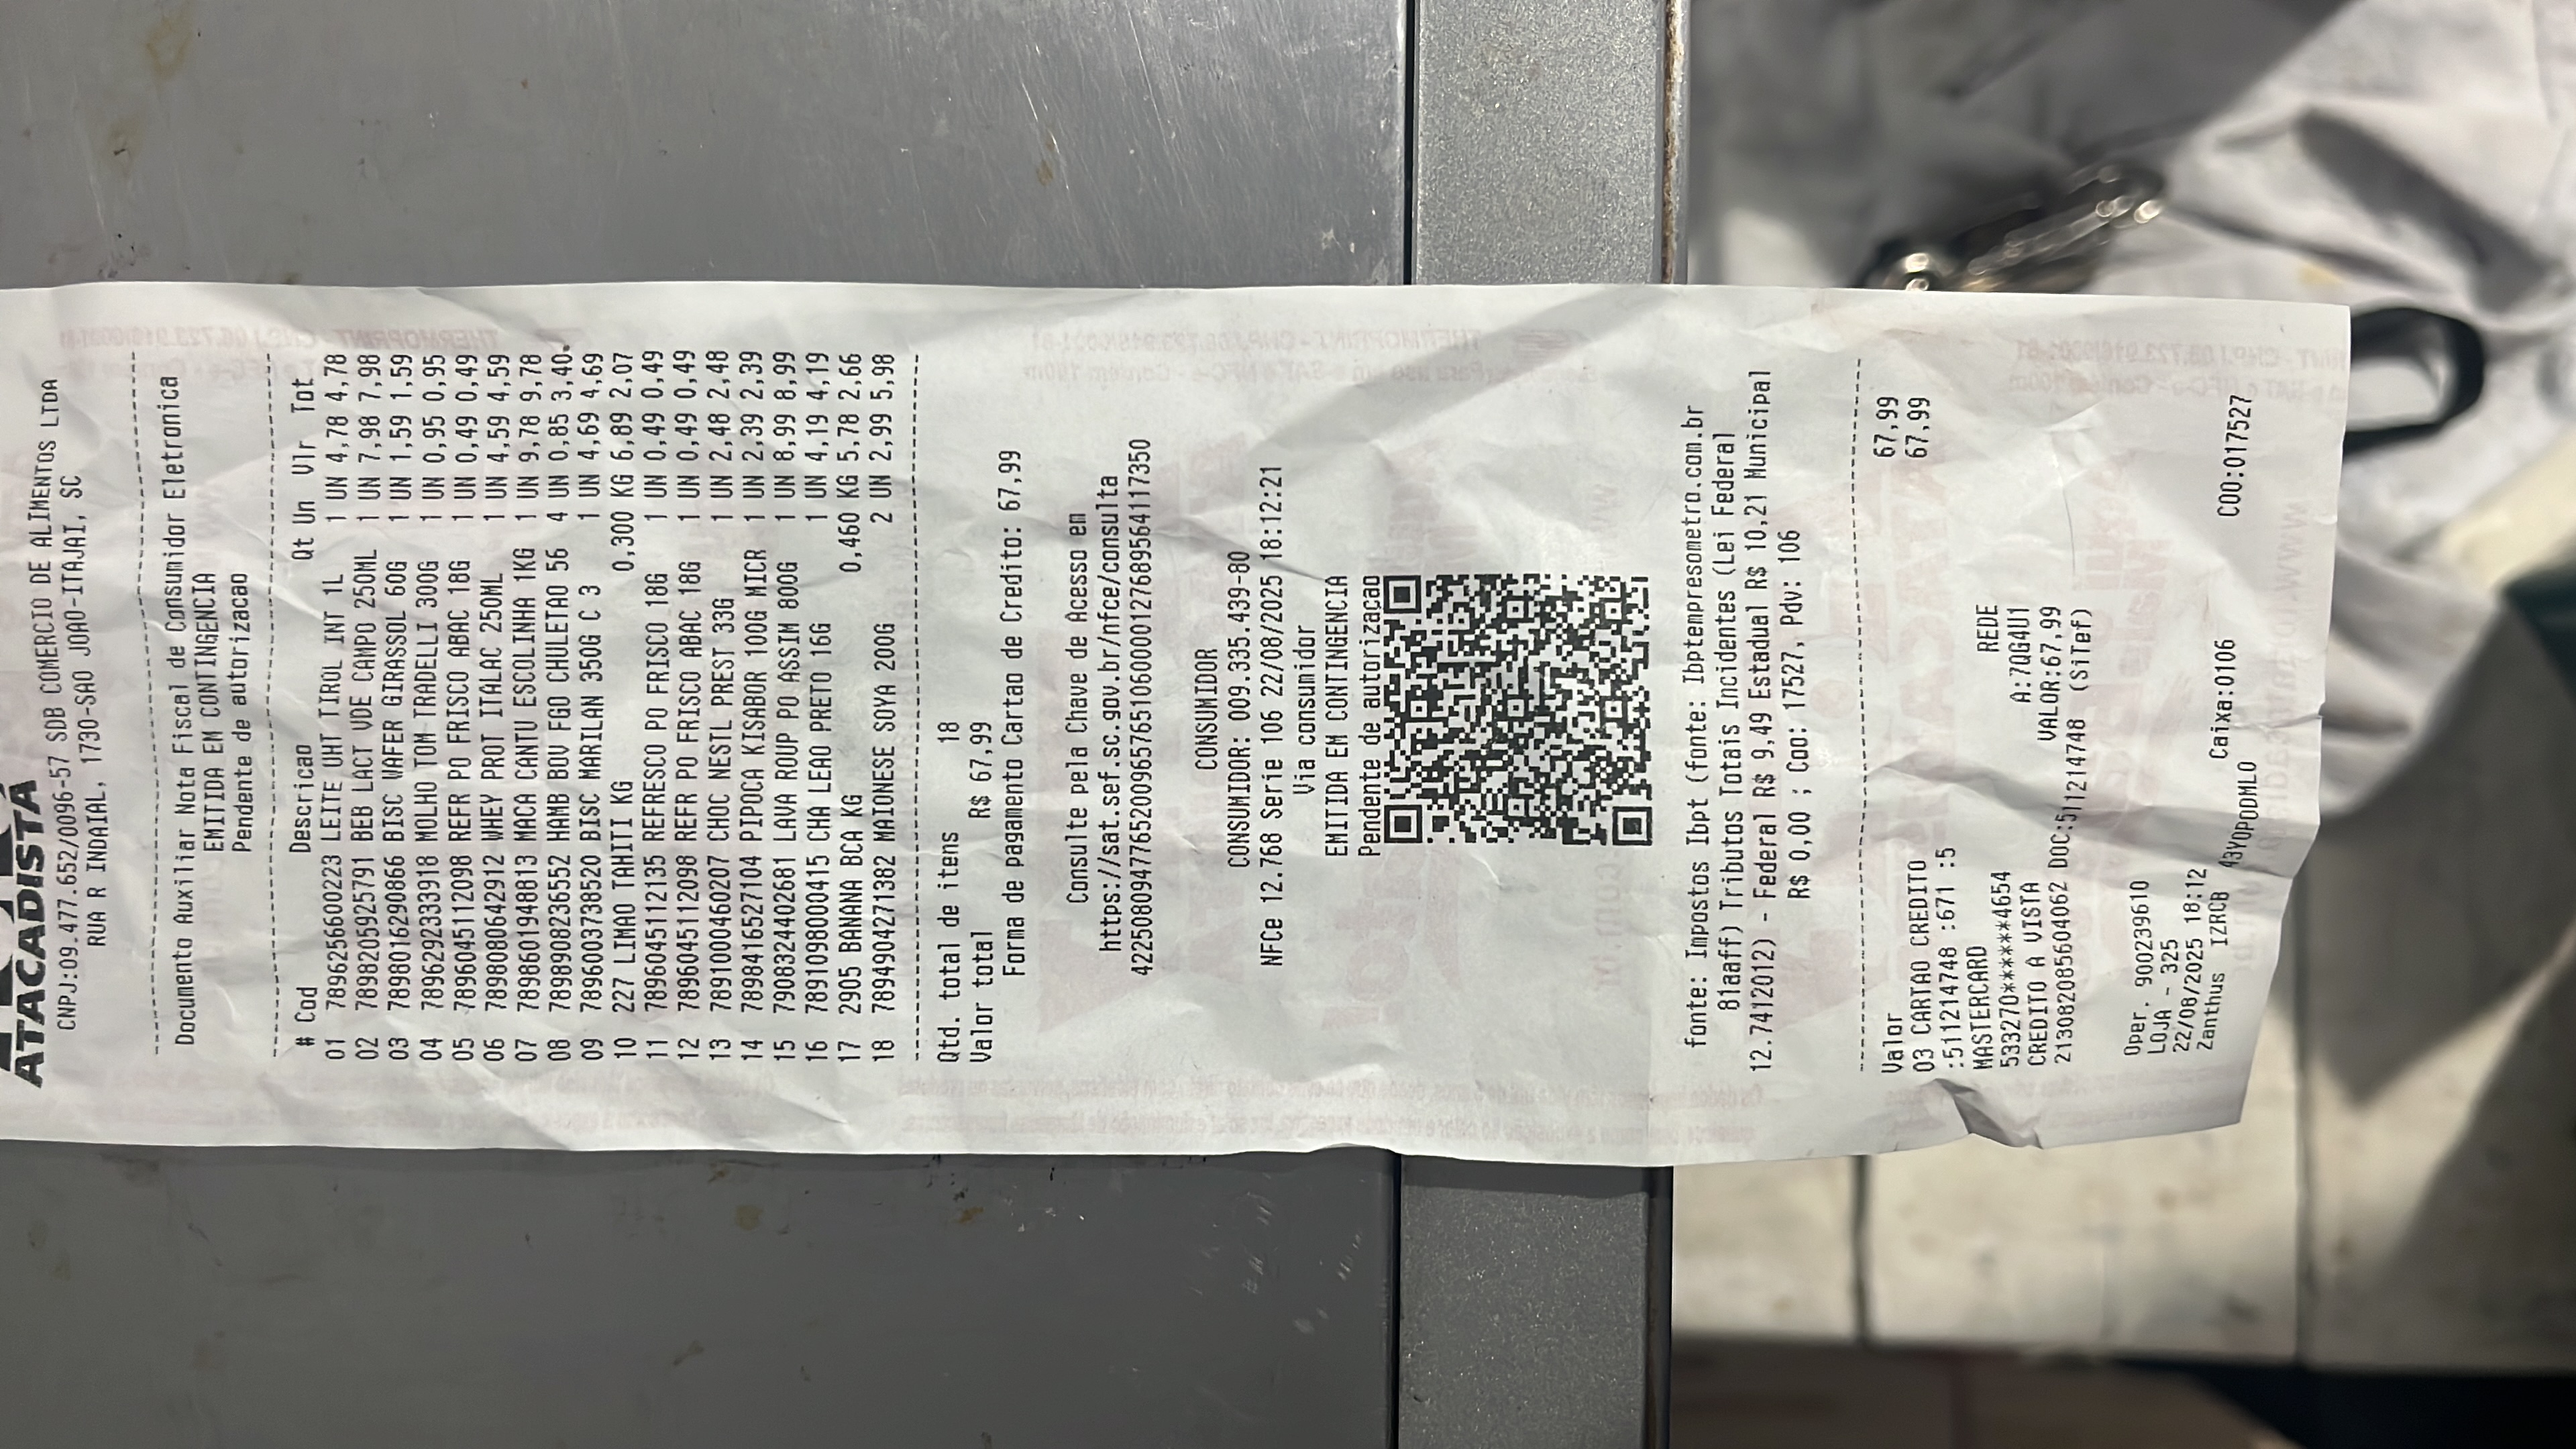 ATACADISTA
CNPJ:09.477.652/0096-57 SDB COMERCIO DE ALIMENTOS LTDA
RUA R INDAIAL, 1730-SAO JOAO-ITAJAI, SC
Documento Auxiliar Nota Fiscal de Consumidor Eletronica
EMITIDA EM CONTINGENCIA
Pendente de autorizacao
# Cod Descricao Qt Un Vlr Tot
01 7896256600223 LEITE UHT TIROL INT 1L 1 UN 4,78 4,78
02 7898205925791 BEB LACT VDE CAMPO 250ML 1 UN 7,98 7,98
03 7898016290866 BISC WAFER GIRASSOL 60G 1 UN 1,59 1,59
04 7896292333918 MOLHO TOM TRADELLI 300G 1 UN 0,95 0,95
05 7896045112098 REFR PO FRISCO ABAC 18G 1 UN 0,49 0,49
06 7898080642912 WHEY PROT ITALAC 250ML 1 UN 4,59 4,59
07 7898601948813 MACA CANTU ESCOLINHA 1KG 1 UN 9,78 9,78
08 7898908236552 HAMB BOV FGO CHULETAO 56 4 UN 0,85 3,40
09 7896003738520 BISC MARILAN 350G C 3 1 UN 4,69 4,69
10 227 LIMAO TAHITI KG 0,300 KG 6,89 2,07
11 7896045112135 REFRESCO PO FRISCO 18G 1 UN 0,49 0,49
12 7896045112098 REFR PO FRISCO ABAC 18G 1 UN 0,49 0,49
13 7891000460207 CHOC NESTL PREST 33G 1 UN 2,48 2,48
14 7898416527104 PIPOCA KISABOR 100G MICR 1 UN 2,39 2,39
15 7908324402681 LAVA ROUP PO ASSIM 800G 1 UN 8,99 8,99
16 7891098000415 CHA LEAO PRETO 16G 1 UN 4,19 4,19
17 2905 BANANA BCA KG 0,460 KG 5,78 2,66
18 7894904271382 MAIONESE SOYA 200G 2 UN 2,99 5,98
Qtd. total de itens 18
Valor total R$ 67,99
Forma de pagamento Cartao de Credito: 67,99
Consulte pela Chave de Acesso em
https://sat.sef.sc.gov.br/nfce/consulta
42250809477652009657651060000127689564117350
CONSUMIDOR
CONSUMIDOR: 009.335.439-80
NFCe 12.768 Serie 106 22/08/2025 18:12:21
Via consumidor
EMITIDA EM CONTINGENCIA
Pendente de autorizaçao
fonte: Impostos Ibpt (fonte: Ibptempresometro.com.br
81aaff) Tributos Totais Incidentes (Lei Federal
12.7412012) - Federal R$ 9,49 Estadual R$ 10,21 Municipal
R$ 0,00 ; Coo: 17527, Pdv: 106
Valor 67,99
03 CARTAO CREDITO 67,99
:511214748 :671 :5
MASTERCARD REDE
533270******4654 A:7QG4U1
CREDITO A VISTA VALOR:67,99
2130820856040​62 DOC:511214748 (SiTef)
Oper. 900239610
LOJA - 325
22/08/2025 18:12 Caixa:0106 COO:017527
Zanthus IZRCB